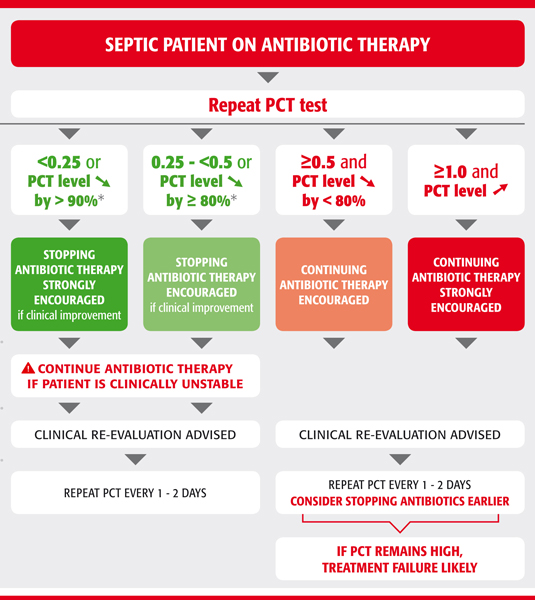 SEPTIC PATIENT ON ANTIBIOTIC THERAPY
Repeat PCT test
<0.25 or
PCT level ➘
by > 90%*
0.25 - <0.5 or
PCT level ➘
by ≥ 80%*
≥0.5 and
PCT level ➘
by < 80%
≥1.0 and
PCT level ➚
STOPPING
ANTIBIOTIC THERAPY
STRONGLY
ENCOURAGED
if clinical improvement
STOPPING
ANTIBIOTIC THERAPY
ENCOURAGED
if clinical improvement
CONTINUING
ANTIBIOTIC THERAPY
ENCOURAGED
CONTINUING
ANTIBIOTIC THERAPY
STRONGLY
ENCOURAGED
CONTINUE ANTIBIOTIC THERAPY
IF PATIENT IS CLINICALLY UNSTABLE
CLINICAL RE-EVALUATION ADVISED
CLINICAL RE-EVALUATION ADVISED
REPEAT PCT EVERY 1 - 2 DAYS
REPEAT PCT EVERY 1 - 2 DAYS
CONSIDER STOPPING ANTIBIOTICS EARLIER
IF PCT REMAINS HIGH,
TREATMENT FAILURE LIKELY